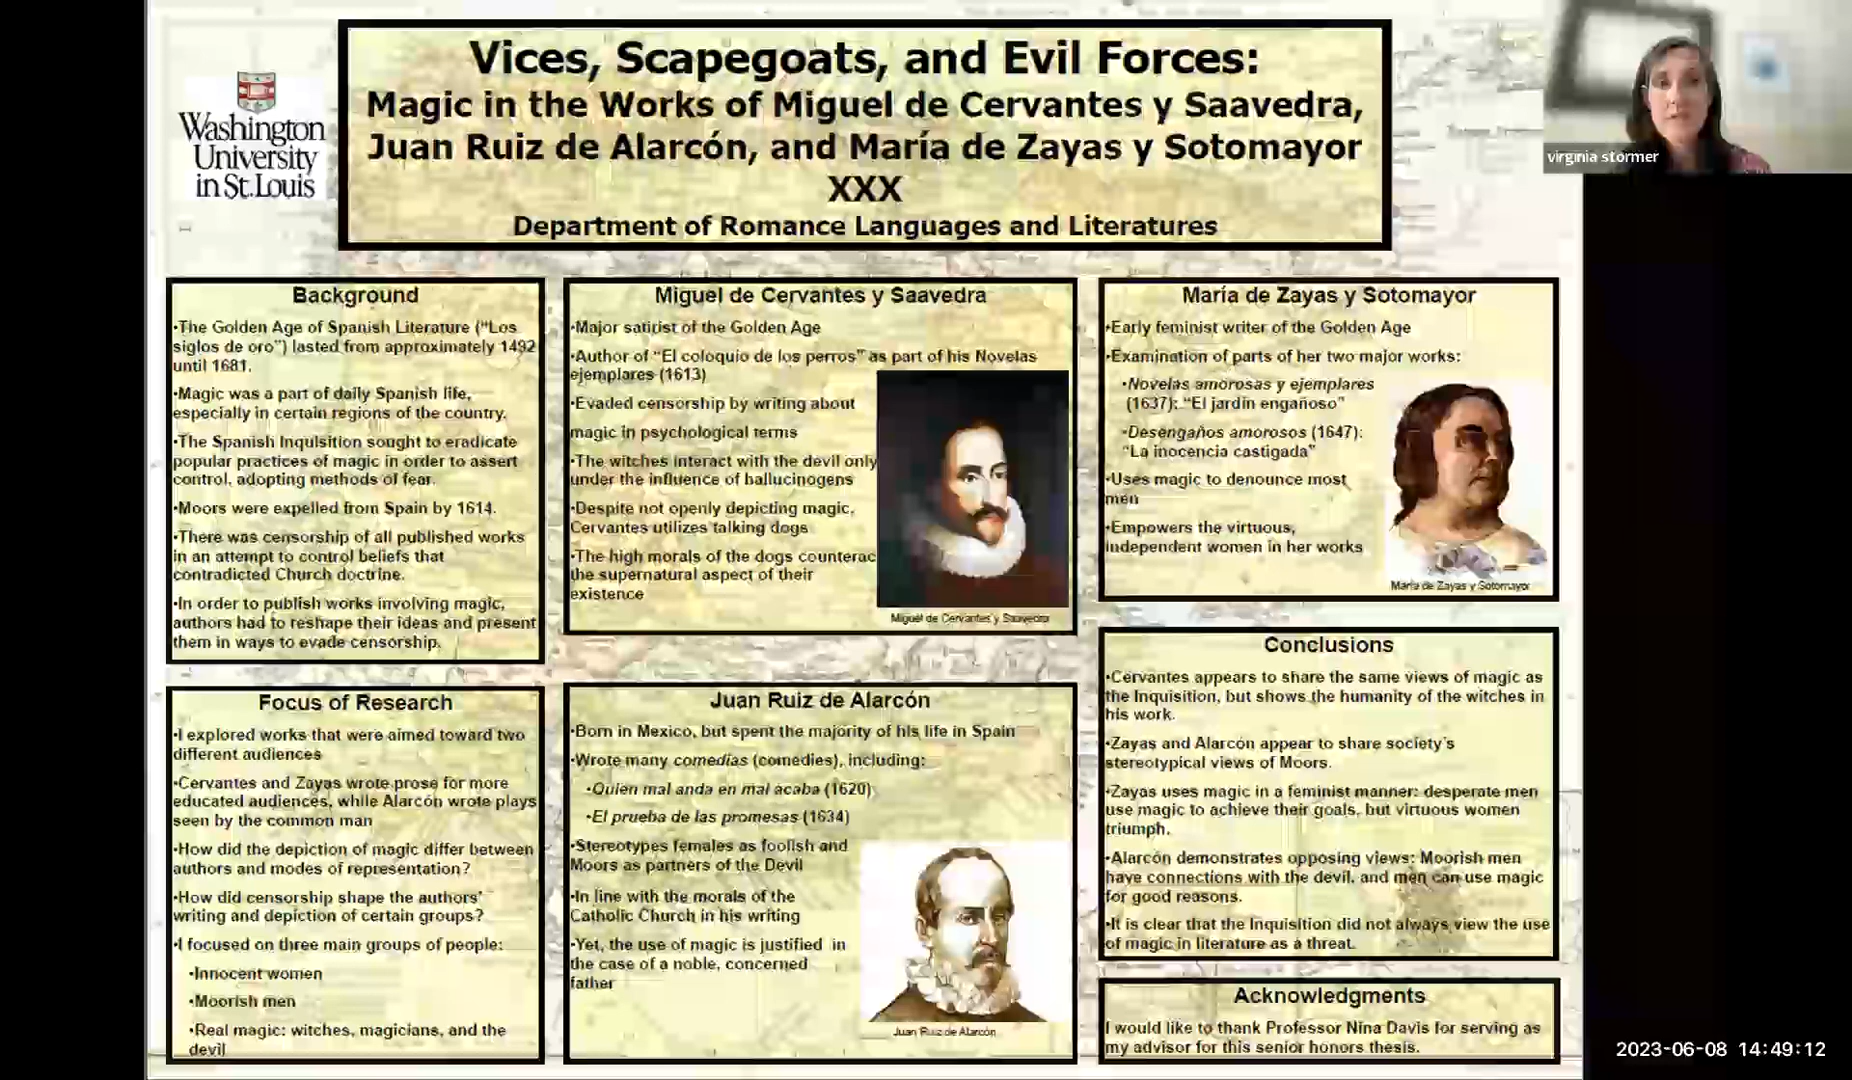 Washington
University
in St. Louis
Vices, Scapegoats, and Evil Forces:
Magic in the Works of Miguel de Cervantes y Saavedra,
Juan Ruiz de Alarcón, and María de Zayas y Sotomayor
XXX
Department of Romance Languages and Literatures
virginia stormer
Background
•The Golden Age of Spanish Literature (“Los
siglos de oro”) lasted from approximately 1492
until 1681.
•Magic was a part of daily Spanish life,
especially in certain regions of the country.
•The Spanish Inquisition sought to eradicate
popular practices of magic in order to assert
control, adopting methods of fear.
•Moors were expelled from Spain by 1614.
•There was censorship of all published works
in an attempt to control beliefs that
contradicted Church doctrine.
•In order to publish works involving magic,
authors had to reshape their ideas and present
them in ways to evade censorship.
Focus of Research
•I explored works that were aimed toward two
different audiences
•Cervantes and Zayas wrote prose for more
educated audiences, while Alarcón wrote plays
seen by the common man
•How did the depiction of magic differ between
authors and modes of representation?
•How did censorship shape the authors’
writing and depiction of certain groups?
•I focused on three main groups of people:
•Innocent women
•Moorish men
•Real magic: witches, magicians, and the
devil
Miguel de Cervantes y Saavedra
•Major satirist of the Golden Age
•Author of “El coloquio de los perros” as part of his Novelas
ejemplares (1613)
•Evaded censorship by writing about
magic in psychological terms
•The witches interact with the devil only
under the influence of hallucinogens
•Despite not openly depicting magic,
Cervantes utilizes talking dogs
•The high morals of the dogs counterac
the supernatural aspect of their
existence
Miguel de Cervantes y Saavedra
Juan Ruiz de Alarcón
•Born in Mexico, but spent the majority of his life in Spain
•Wrote many comedias (comedies), including:
•Quien mal anda en mal acaba (1620)
•El prueba de las promesas (1634)
•Stereotypes females as foolish and
Moors as partners of the Devil
•In line with the morals of the
Catholic Church in his writing
•Yet, the use of magic is justified in
the case of a noble, concerned
father
Juan Ruiz de Alarcón
María de Zayas y Sotomayor
•Early feminist writer of the Golden Age
•Examination of parts of her two major works:
•Novelas amorosas y ejemplares
(1637): “El jardín engañoso”
•Desengaños amorosos (1647):
“La inocencia castigada”
•Uses magic to denounce most
men
•Empowers the virtuous,
independent women in her works
María de Zayas y Sotomayor
Conclusions
•Cervantes appears to share the same views of magic as
the Inquisition, but shows the humanity of the witches in
his work.
•Zayas and Alarcón appear to share society’s
stereotypical views of Moors.
•Zayas uses magic in a feminist manner: desperate men
use magic to achieve their goals, but virtuous women
triumph.
•Alarcón demonstrates opposing views: Moorish men
have connections with the devil, and men can use magic
for good reasons.
•It is clear that the Inquisition did not always view the use
of magic in literature as a threat.
Acknowledgments
I would like to thank Professor Nina Davis for serving as
my advisor for this senior honors thesis.
2023-06-08 14:49:12